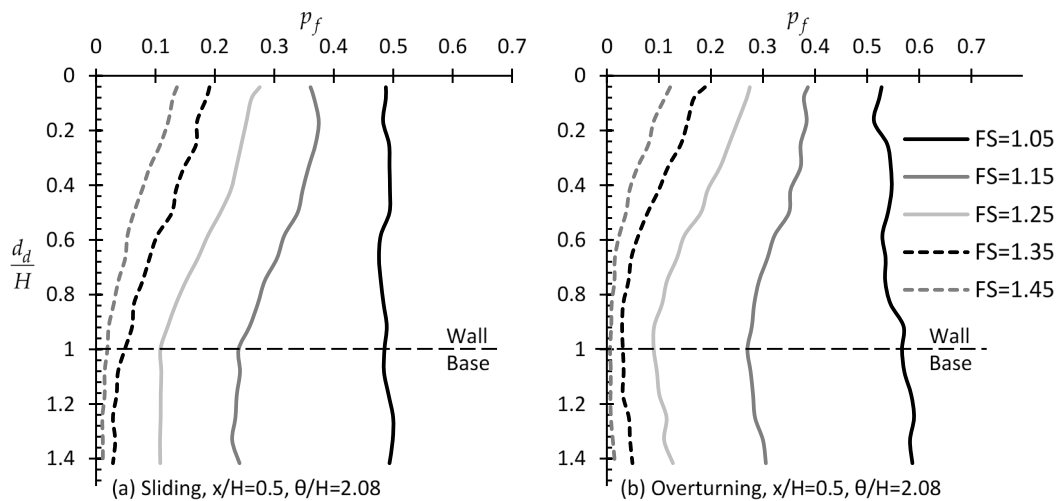 p_f
0 0.1 0.2 0.3 0.4 0.5 0.6 0.7
0
0.2
0.4
0.6
0.8
1
1.2
1.4
d_d
H
Wall
Base
(a) Sliding, x/H=0.5, θ/H=2.08
p_f
0 0.1 0.2 0.3 0.4 0.5 0.6 0.7
0
0.2
0.4
0.6
0.8
1
1.2
1.4
FS=1.05
FS=1.15
FS=1.25
FS=1.35
FS=1.45
Wall
Base
(b) Overturning, x/H=0.5, θ/H=2.08